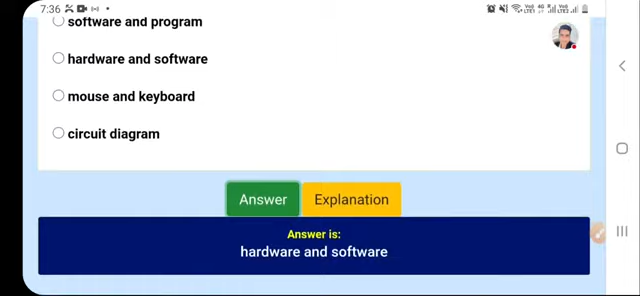 7:36
software and program
hardware and software
mouse and keyboard
circuit diagram
Answer Explanation
Answer is:
hardware and software